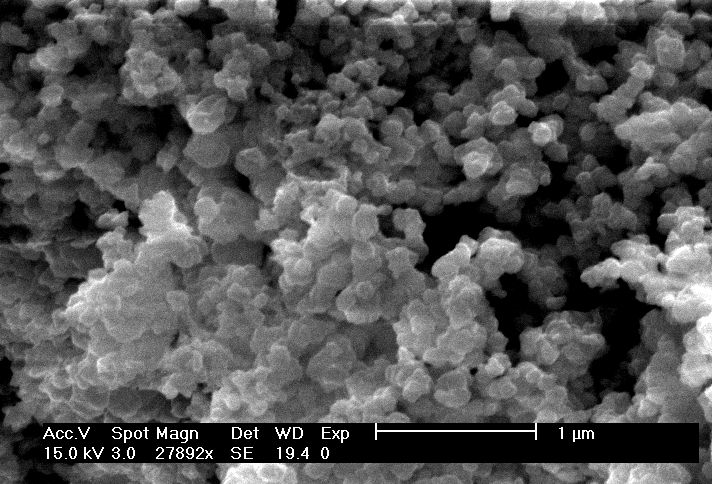 Acc.V Spot Magn Det WD Exp 1 µm
15.0 kV 3.0 27892x SE 19.4 0